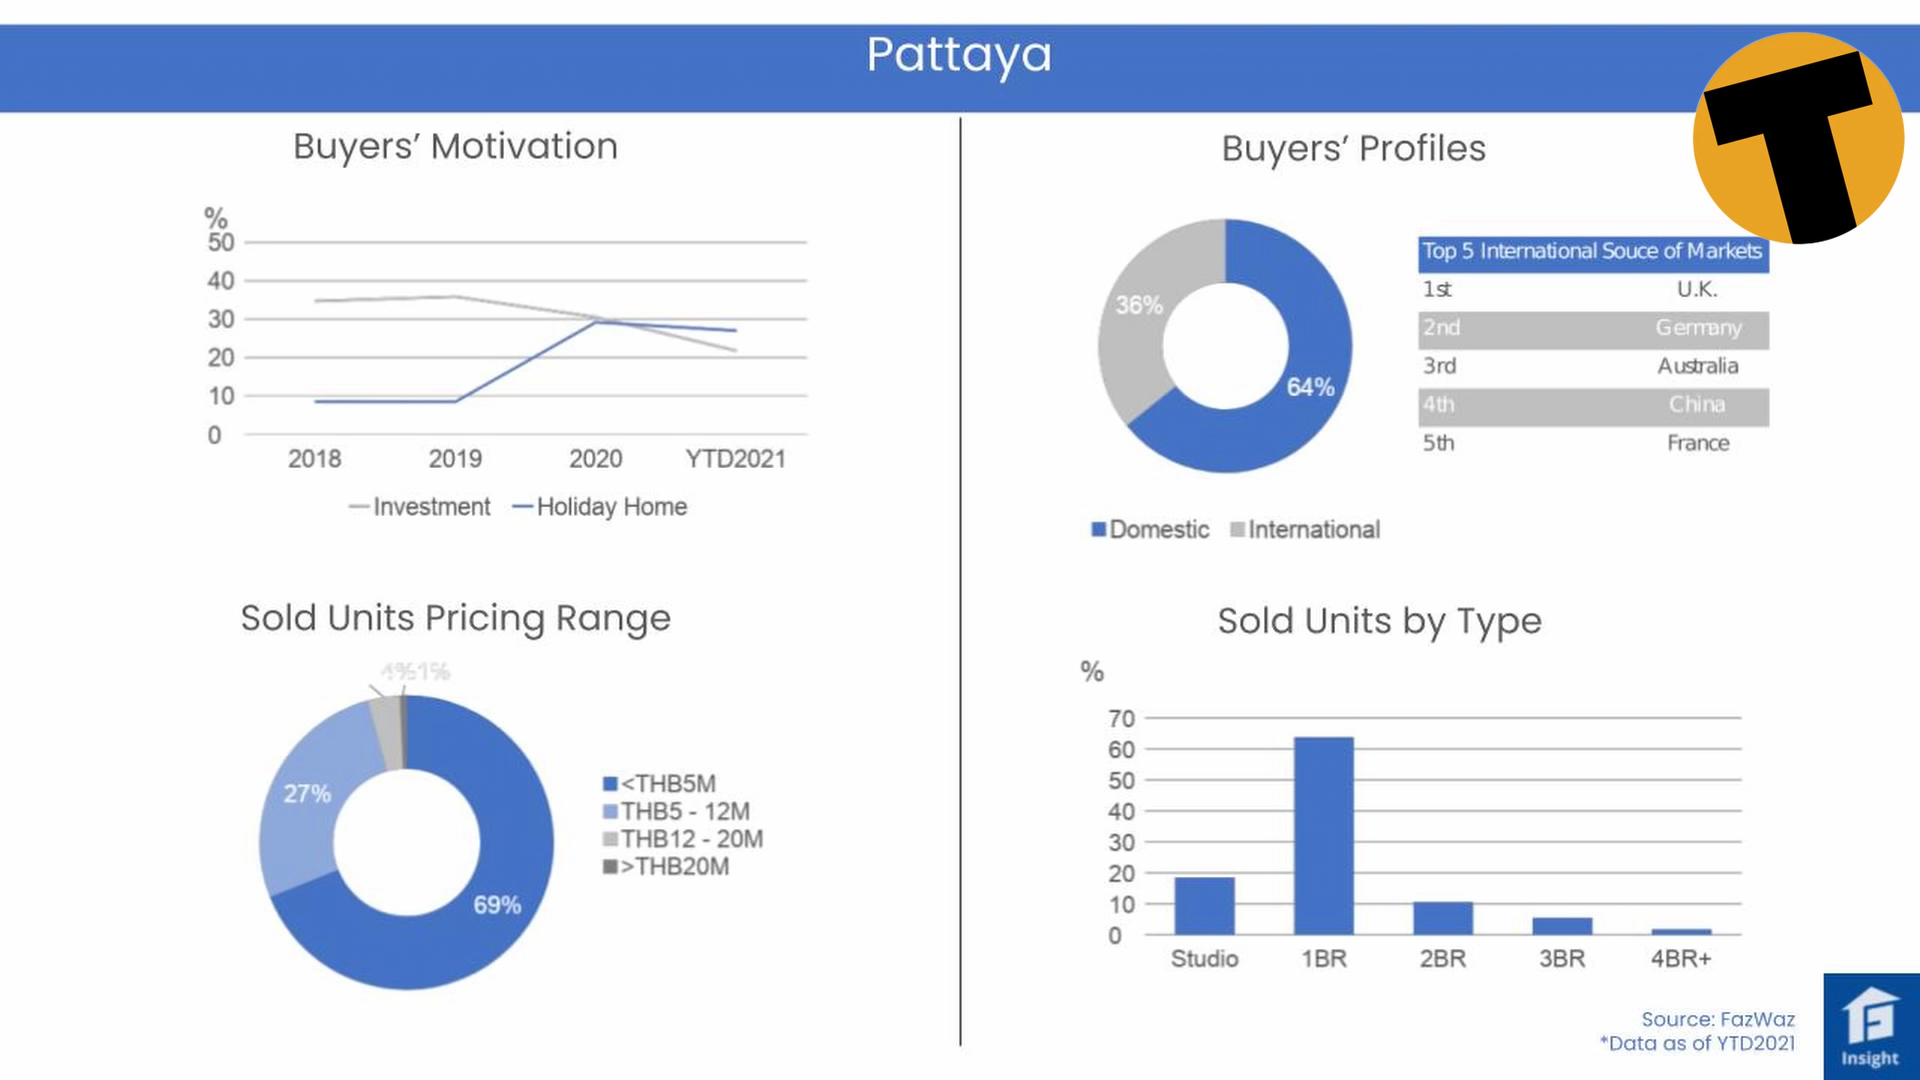 Pattaya
Buyers’ Motivation
%
50
40
30
20
10
0
2018 2019 2020 YTD2021
Investment Holiday Home
Buyers’ Profiles
36%
64%
Domestic International
Top 5 International Souce of Markets
1st U.K.
2nd Germany
3rd Australia
4th China
5th France
Sold Units Pricing Range
4% 1%
27%
69%
<THB5M
THB5 - 12M
THB12 - 20M
>THB20M
Sold Units by Type
%
70
60
50
40
30
20
10
0
Studio 1BR 2BR 3BR 4BR+
Source: FazWaz
*Data as of YTD2021
Insight
T